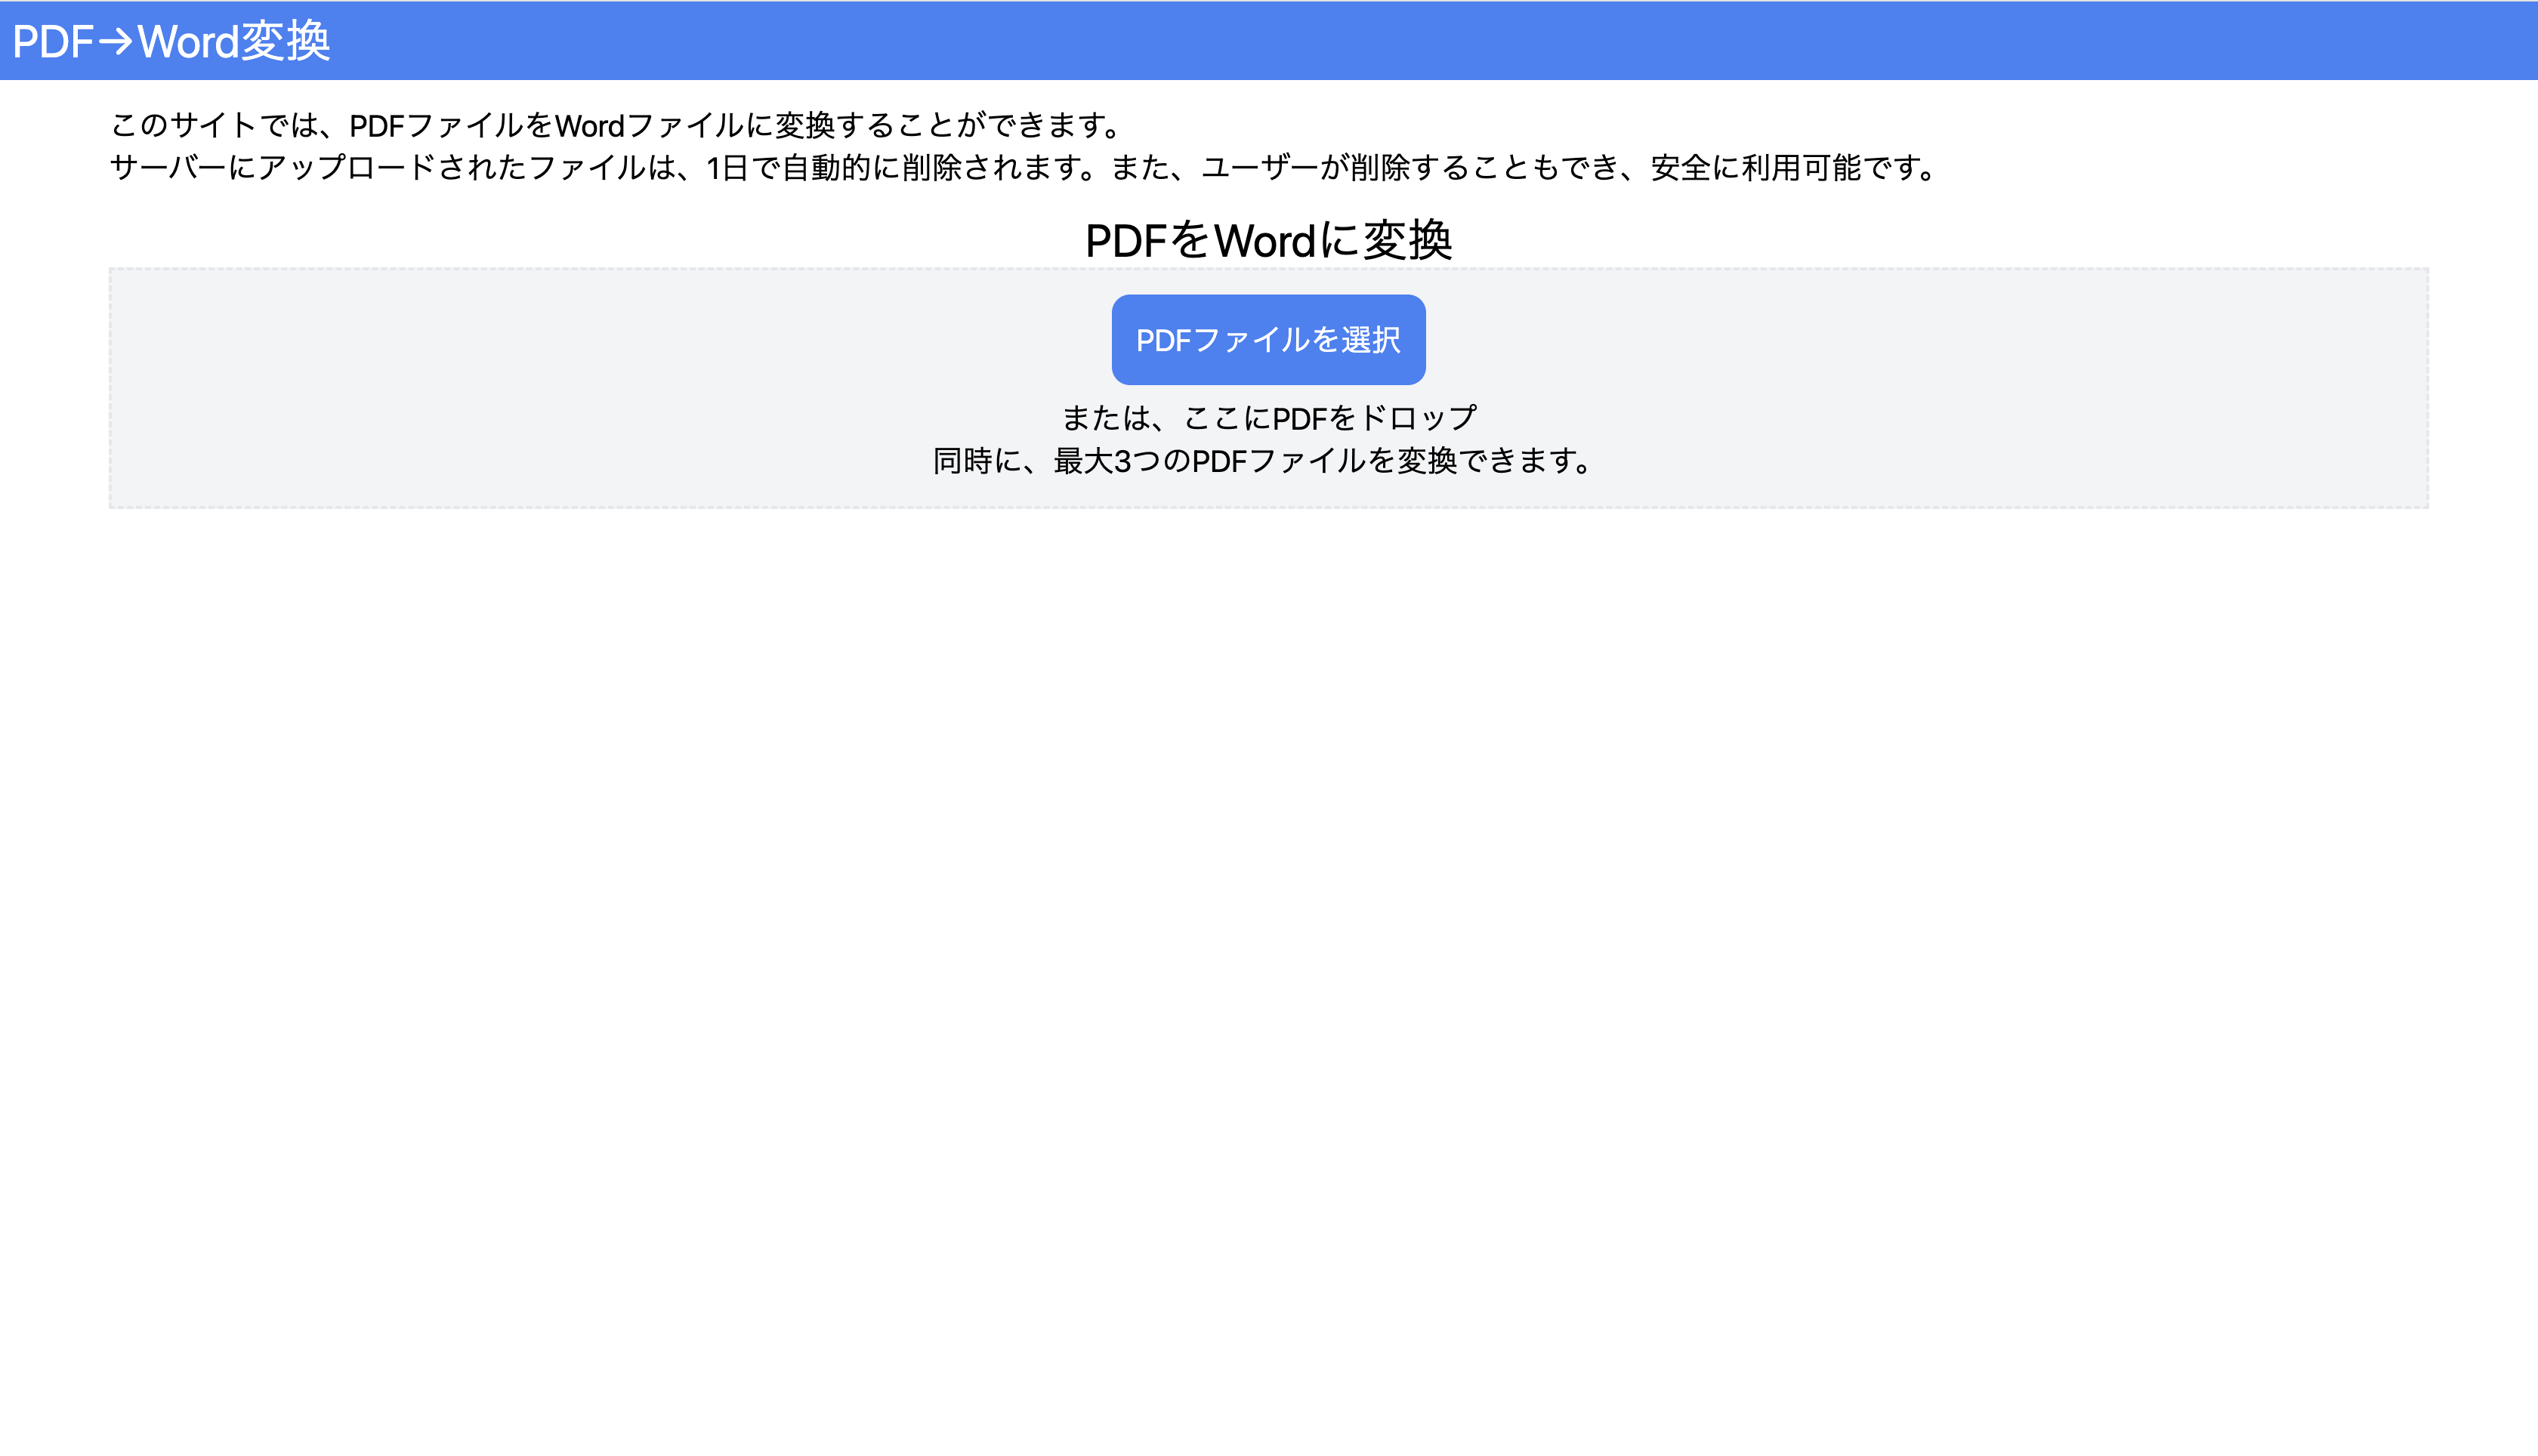 PDF→Word変換
このサイトでは、PDFファイルをWordファイルに変換することができます。
サーバーにアップロードされたファイルは、1日で自動的に削除されます。また、ユーザーが削除することもでき、安全に利用可能です。
PDFをWordに変換
PDFファイルを選択
または、ここにPDFをドロップ
同時に、最大3つのPDFファイルを変換できます。